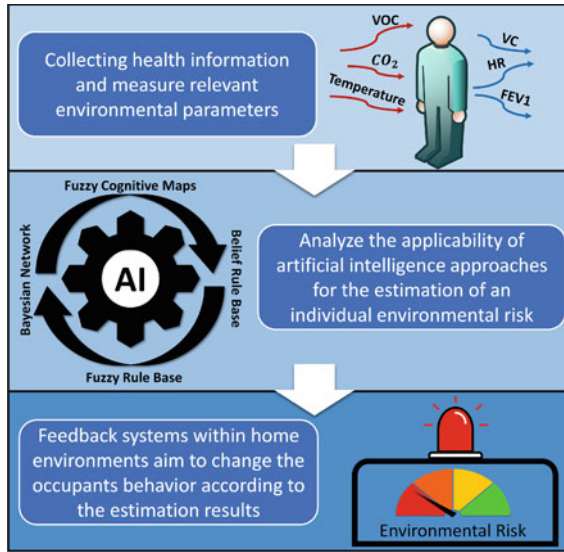 Collecting health information
and measure relevant
environmental parameters
VOC
CO₂
Temperature
VC
HR
FEV1
Fuzzy Cognitive Maps
Bayesian Network
AI
Belief Rule Base
Fuzzy Rule Base
Analyze the applicability of
artificial intelligence approaches
for the estimation of an
individual environmental risk
Feedback systems within home
environments aim to change the
occupants behavior according to
the estimation results
Environmental Risk